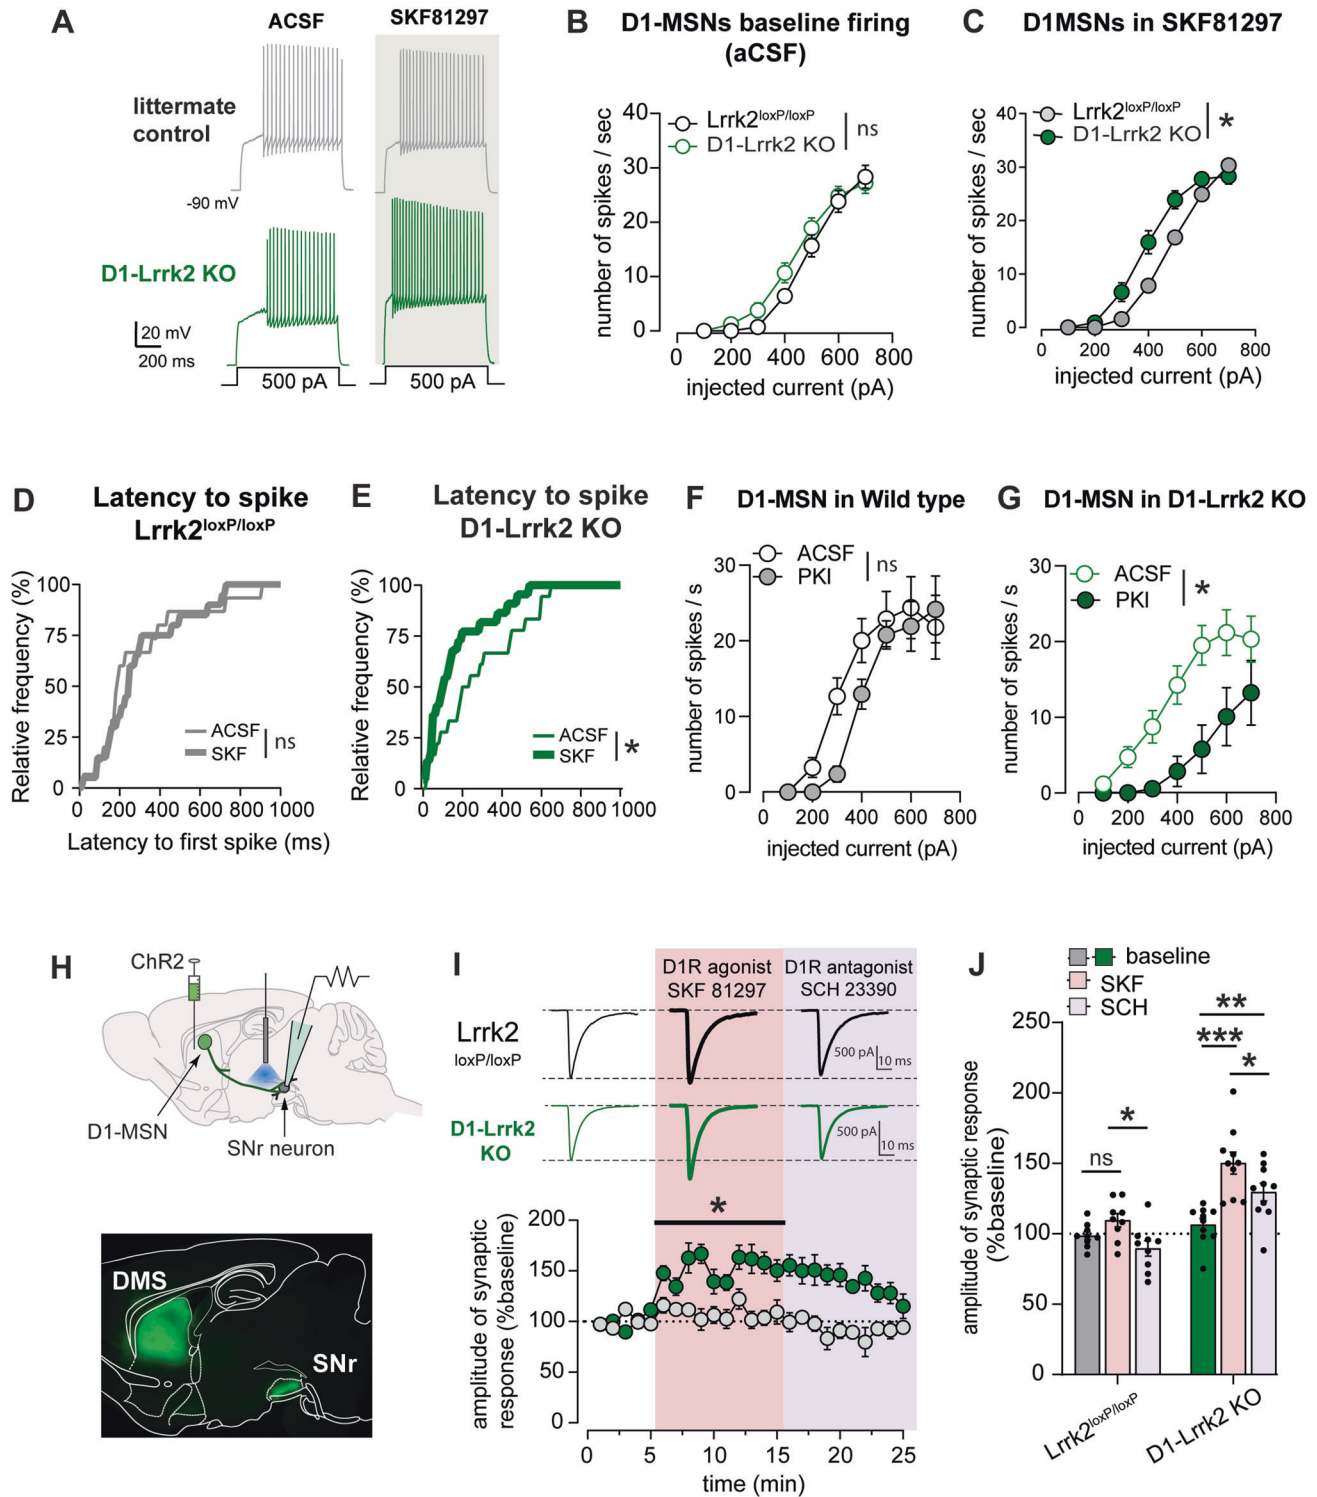 A
ACSF
SKF81297
littermate
control
-90 mV
D1-Lrrk2 KO
20 mV
200 ms
500 pA
500 pA
B
D1-MSNs baseline firing
(aCSF)
number of spikes / sec
40
30
20
10
0
Lrrk2loxP/loxP
D1-Lrrk2 KO
ns
0 200 400 600 800
injected current (pA)
C
D1MSNs in SKF81297
number of spikes / sec
40
30
20
10
0
Lrrk2loxP/loxP
D1-Lrrk2 KO
*
0 200 400 600 800
injected current (pA)
D
Latency to spike
Lrrk2loxP/loxP
Relative frequency (%)
100
75
50
25
0
ACSF
SKF
ns
0 200 400 600 800 1000
Latency to first spike (ms)
E
Latency to spike
D1-Lrrk2 KO
Relative frequency (%)
100
75
50
25
0
ACSF
SKF
*
0 200 400 600 800 1000
F
D1-MSN in Wild type
number of spikes / s
30
20
10
0
ACSF
PKI
ns
0 200 400 600 800
injected current (pA)
G
D1-MSN in D1-Lrrk2 KO
number of spikes / s
30
20
10
0
ACSF
PKI
*
0 200 400 600 800
injected current (pA)
H
ChR2
D1-MSN
SNr neuron
DMS
SNr
I
D1R agonist
SKF 81297
D1R antagonist
SCH 23390
Lrrk2
loxP/loxP
500 pA
10 ms
D1-Lrrk2
KO
500 pA
10 ms
amplitude of synaptic
response (%baseline)
200
150
100
50
0
*
0 5 10 15 20 25
time (min)
J
baseline
SKF
SCH
amplitude of synaptic response
(%baseline)
250
200
150
100
50
0
ns
*
**
***
*
Lrrk2loxP/loxP
D1-Lrrk2 KO